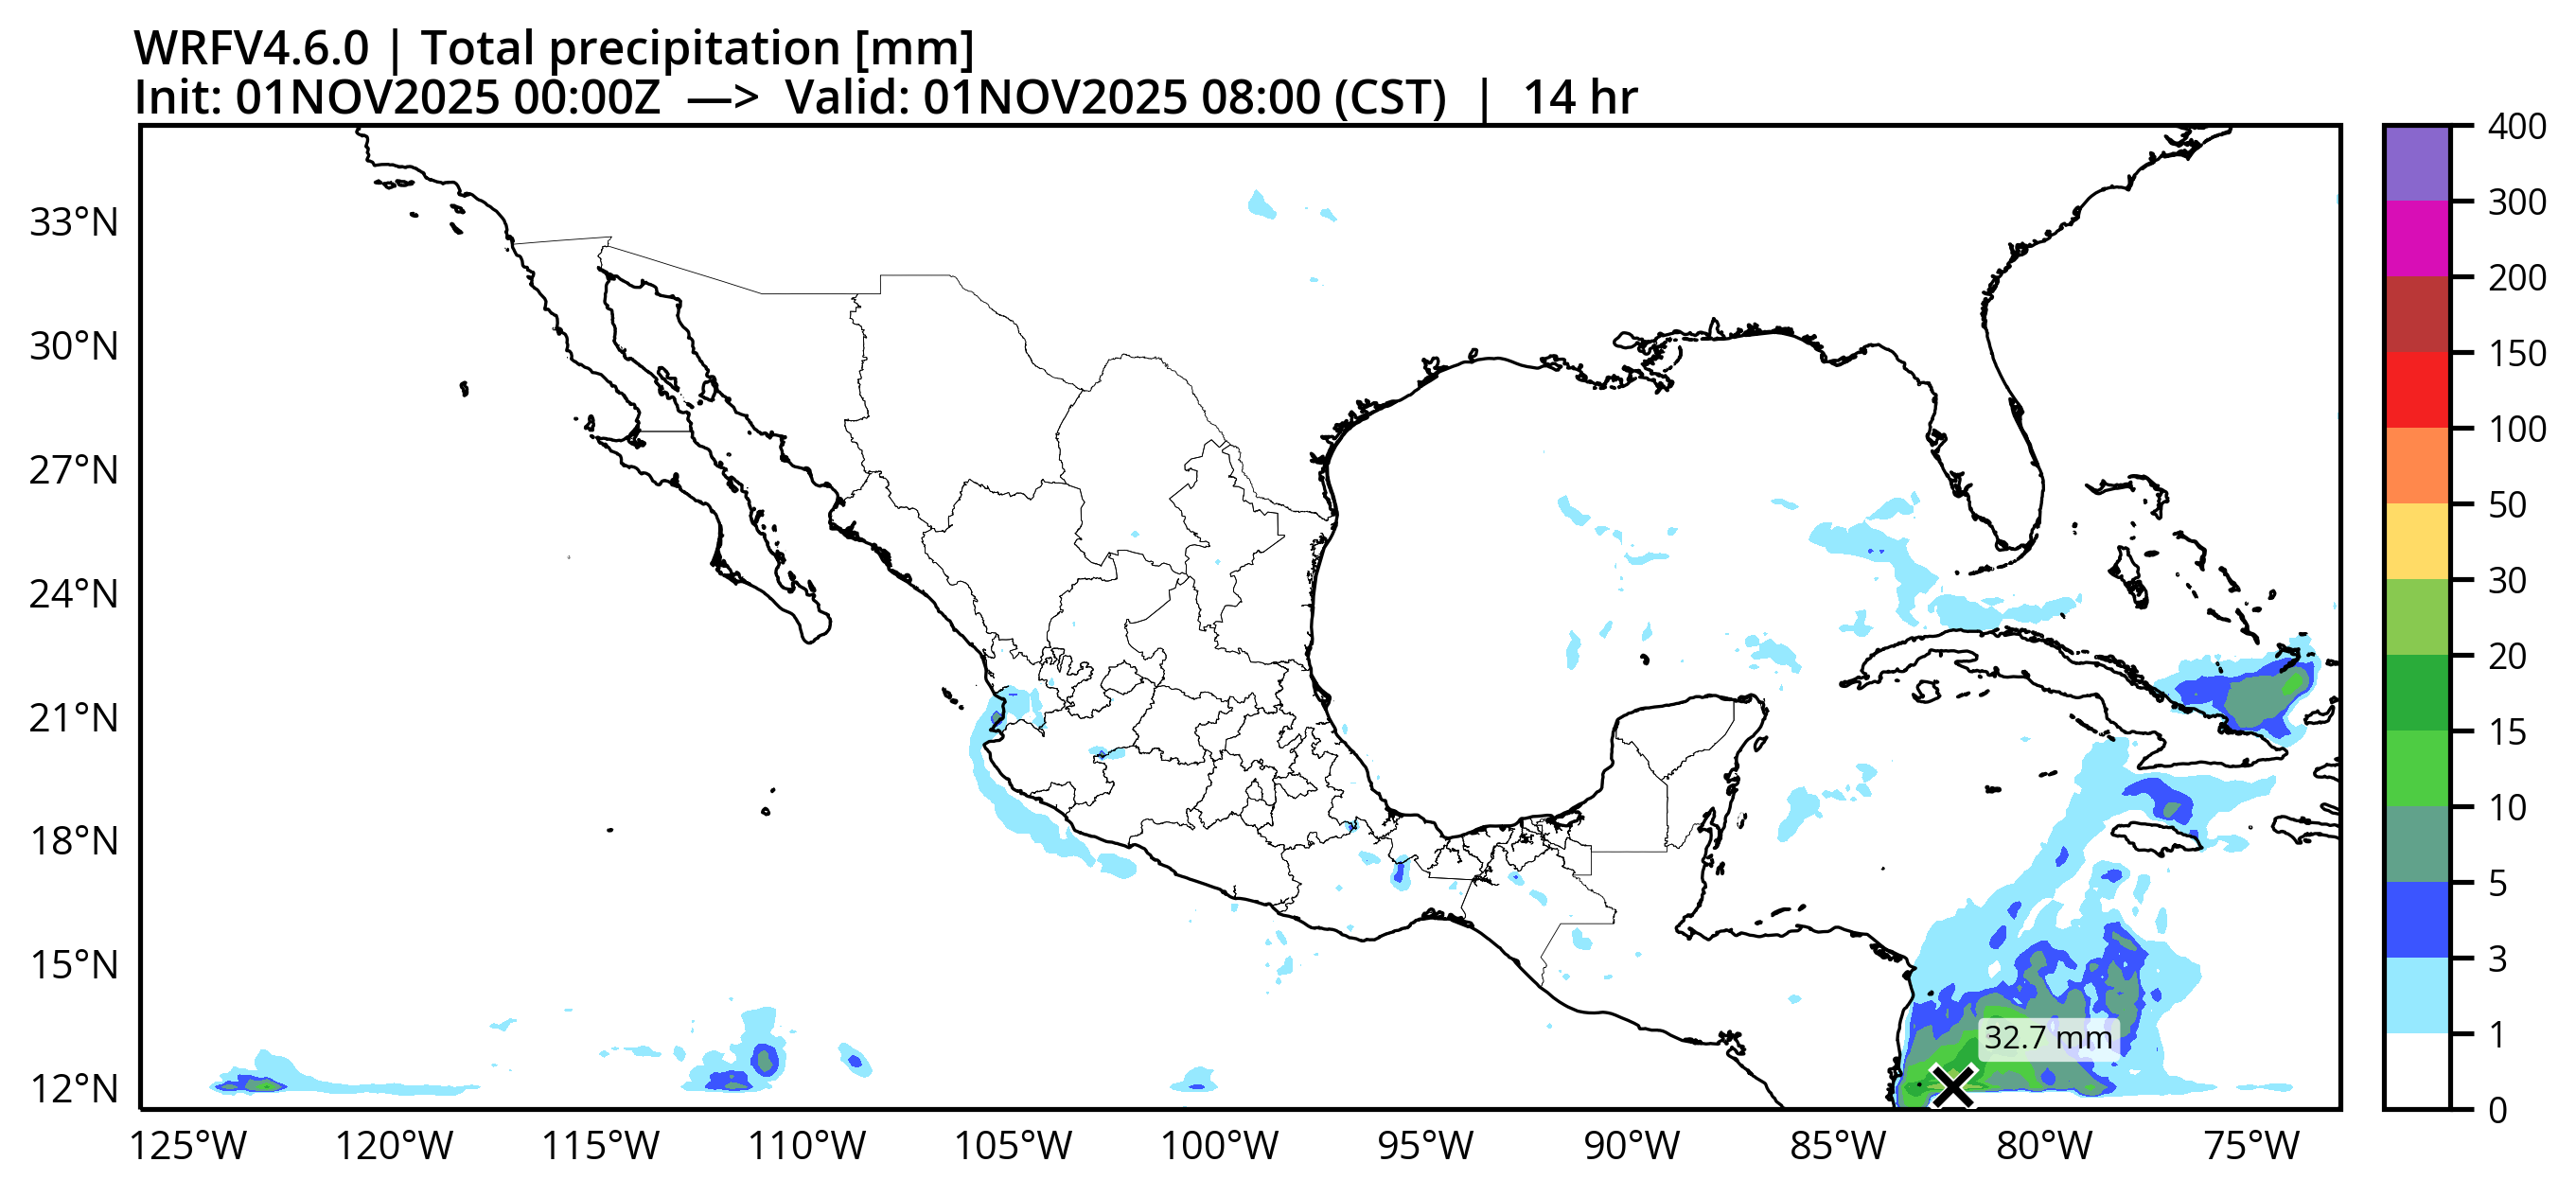 WRFV4.6.0 | Total precipitation [mm]
Init: 01NOV2025 00:00Z —> Valid: 01NOV2025 08:00 (CST) | 14 hr
33°N
30°N
27°N
24°N
21°N
18°N
15°N
12°N
125°W
120°W
115°W
110°W
105°W
100°W
95°W
90°W
85°W
80°W
75°W
32.7 mm
400
300
200
150
100
50
30
20
15
10
5
3
1
0